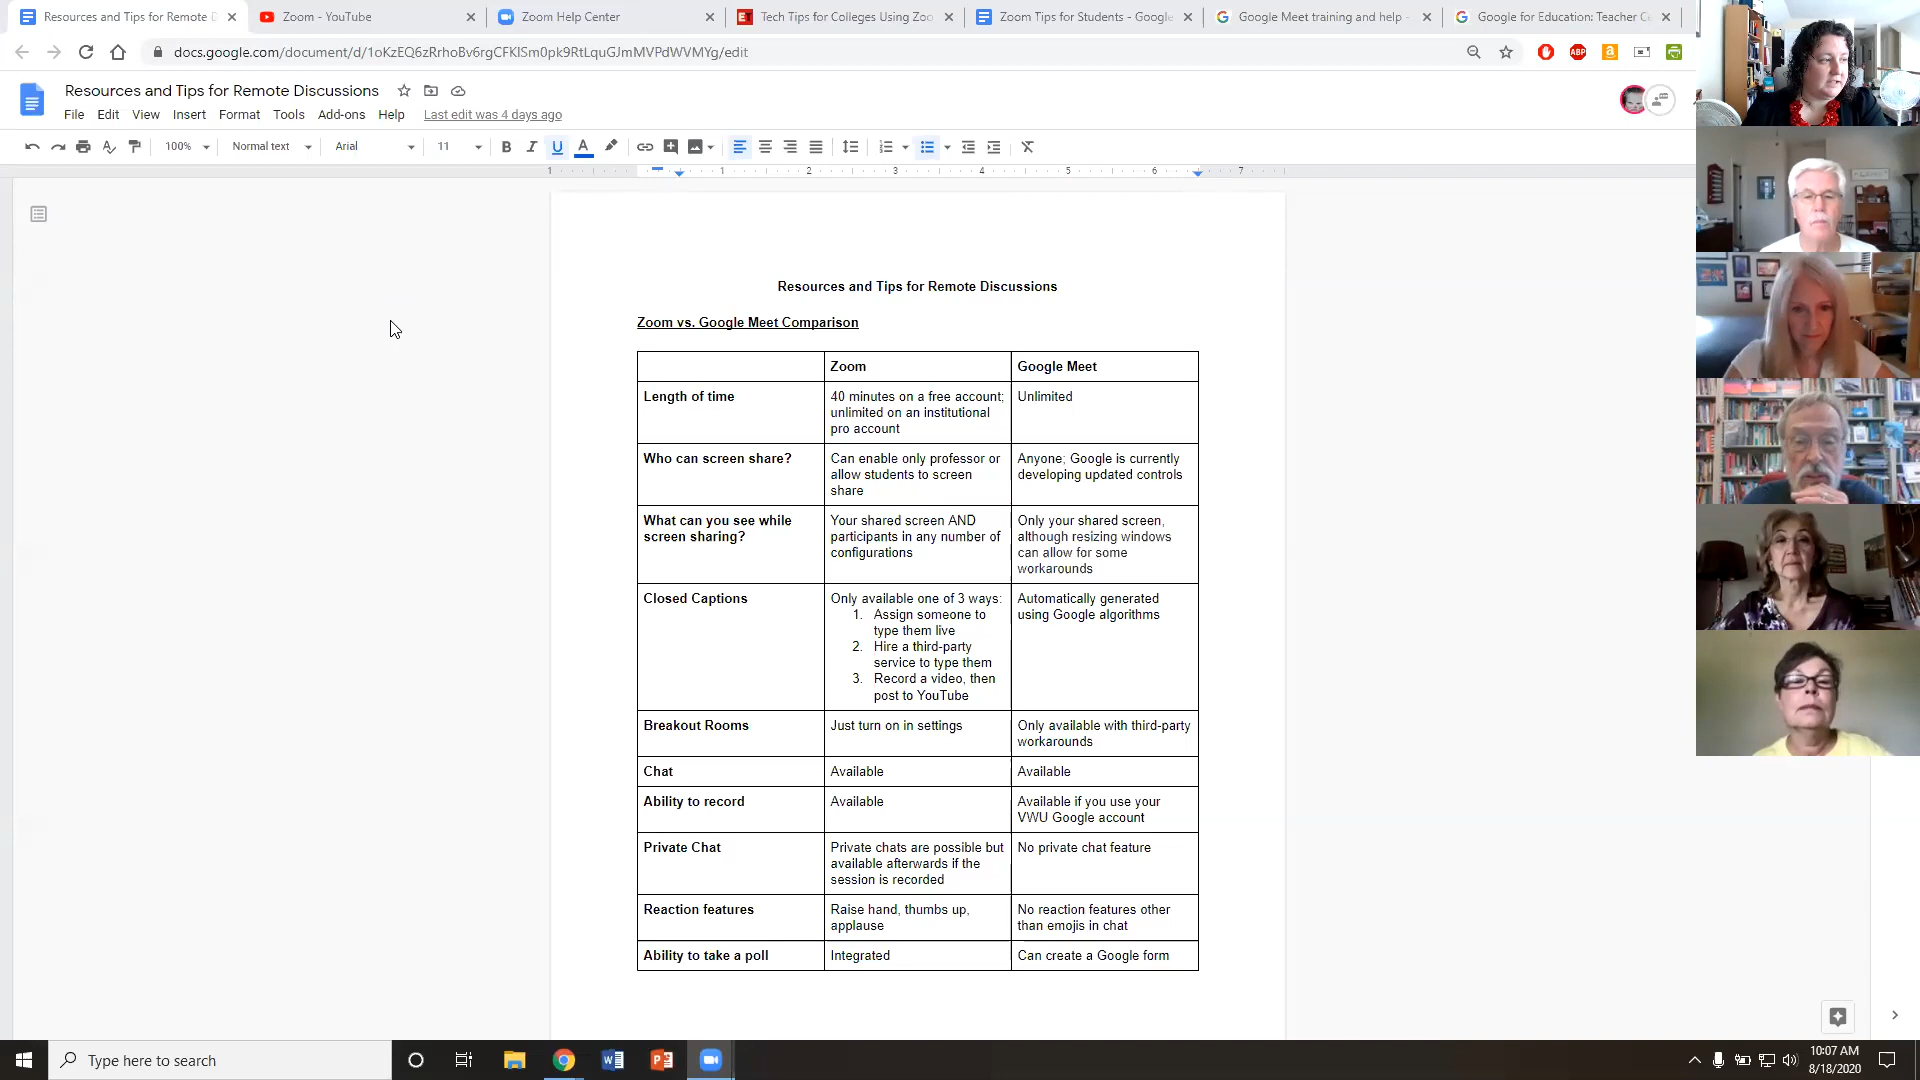 Resources and Tips for Remote D
Zoom - YouTube
Zoom Help Center
Tech Tips for Colleges Using Zoo
Zoom Tips for Students - Google
Google Meet training and help -
Google for Education: Teacher C
docs.google.com/document/d/1oKzEQ6zRrhoBv6rgCFKlSm0pk9RtLquGJmMVPdWVMYg/edit
ABP
Resources and Tips for Remote Discussions
File Edit View Insert Format Tools Add-ons Help Last edit was 4 days ago
100% Normal text Arial 11 B I U A
1 1 2 3 4 5 6 7
Resources and Tips for Remote Discussions
Zoom vs. Google Meet Comparison
Zoom
Google Meet
Length of time
40 minutes on a free account;
unlimited on an institutional
pro account
Unlimited
Who can screen share?
Can enable only professor or
allow students to screen
share
Anyone; Google is currently
developing updated controls
What can you see while
screen sharing?
Your shared screen AND
participants in any number of
configurations
Only your shared screen,
although resizing windows
can allow for some
workarounds
Closed Captions
Only available one of 3 ways:
1. Assign someone to
type them live
2. Hire a third-party
service to type them
3. Record a video, then
post to YouTube
Automatically generated
using Google algorithms
Breakout Rooms
Just turn on in settings
Only available with third-party
workarounds
Chat
Available
Available
Ability to record
Available
Available if you use your
VWU Google account
Private Chat
Private chats are possible but
available afterwards if the
session is recorded
No private chat feature
Reaction features
Raise hand, thumbs up,
applause
No reaction features other
than emojis in chat
Ability to take a poll
Integrated
Can create a Google form
Type here to search
10:07 AM
8/18/2020